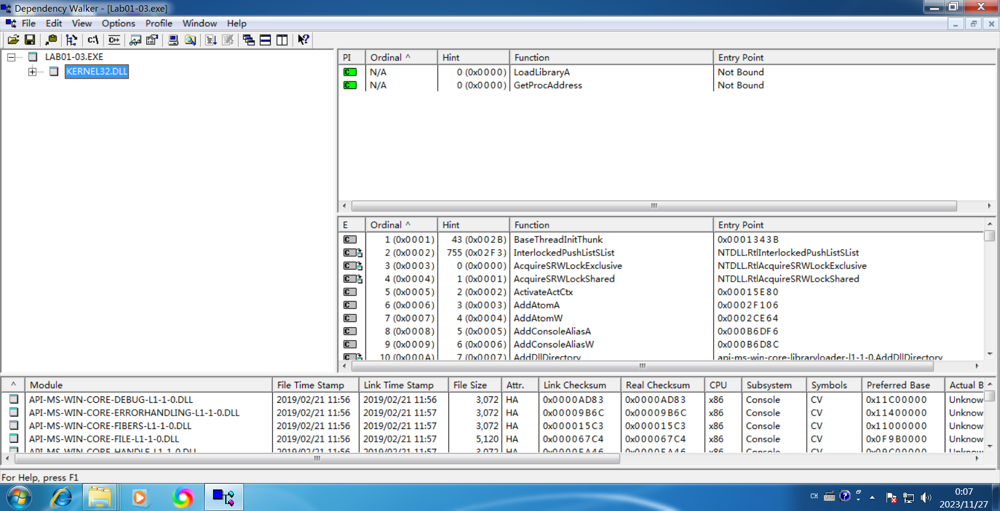 Dependency Walker - [Lab01-03.exe]
File Edit View Options Profile Window Help
C:\ C++
LAB01-03.EXE
KERNEL32.DLL
PI Ordinal ^ Hint Function Entry Point
C N/A 0 (0x0000) LoadLibraryA Not Bound
C N/A 0 (0x0000) GetProcAddress Not Bound
E Ordinal ^ Hint Function Entry Point
C 1 (0x0001) 43 (0x002B) BaseThreadInitThunk 0x0001343B
C 2 (0x0002) 755 (0x02F3) InterlockedPushListSList NTDLL.RtlInterlockedPushListSList
C 3 (0x0003) 0 (0x0000) AcquireSRWLockExclusive NTDLL.RtlAcquireSRWLockExclusive
C 4 (0x0004) 1 (0x0001) AcquireSRWLockShared NTDLL.RtlAcquireSRWLockShared
C 5 (0x0005) 2 (0x0002) ActivateActCtx 0x00015E80
C 6 (0x0006) 3 (0x0003) AddAtomA 0x0002F106
C 7 (0x0007) 4 (0x0004) AddAtomW 0x0002CE64
C 8 (0x0008) 5 (0x0005) AddConsoleAliasA 0x000B6DF6
C 9 (0x0009) 6 (0x0006) AddConsoleAliasW 0x000B6D8C
C 10 (0x000A) 7 (0x0007) AddDllDirectory api-ms-win-core-libraryloader-l1-1-0.AddDllDirectory
^ Module File Time Stamp Link Time Stamp File Size Attr. Link Checksum Real Checksum CPU Subsystem Symbols Preferred Base Actual B
API-MS-WIN-CORE-DEBUG-L1-1-0.DLL 2019/02/21 11:56 2019/02/21 11:56 3,072 HA 0x0000AD83 0x0000AD83 x86 Console CV 0x11C00000 Unknow
API-MS-WIN-CORE-ERRORHANDLING-L1-1-0.DLL 2019/02/21 11:56 2019/02/21 11:57 3,072 HA 0x00009B6C 0x00009B6C x86 Console CV 0x11400000 Unknow
API-MS-WIN-CORE-FIBERS-L1-1-0.DLL 2019/02/21 11:56 2019/02/21 11:57 3,072 HA 0x000015C3 0x000015C3 x86 Console CV 0x11000000 Unknow
API-MS-WIN-CORE-FILE-L1-1-0.DLL 2019/02/21 11:56 2019/02/21 11:57 5,120 HA 0x000067C4 0x000067C4 x86 Console CV 0x0F9B0000 Unknow
API-MS-WIN-CORE-HANDLE-L1-1-0.DLL 2019/02/21 11:56 2019/02/21 11:57 3,072 HA x86 Console CV 0x09C00000 Unknow
For Help, press F1
CH
0:07
2023/11/27